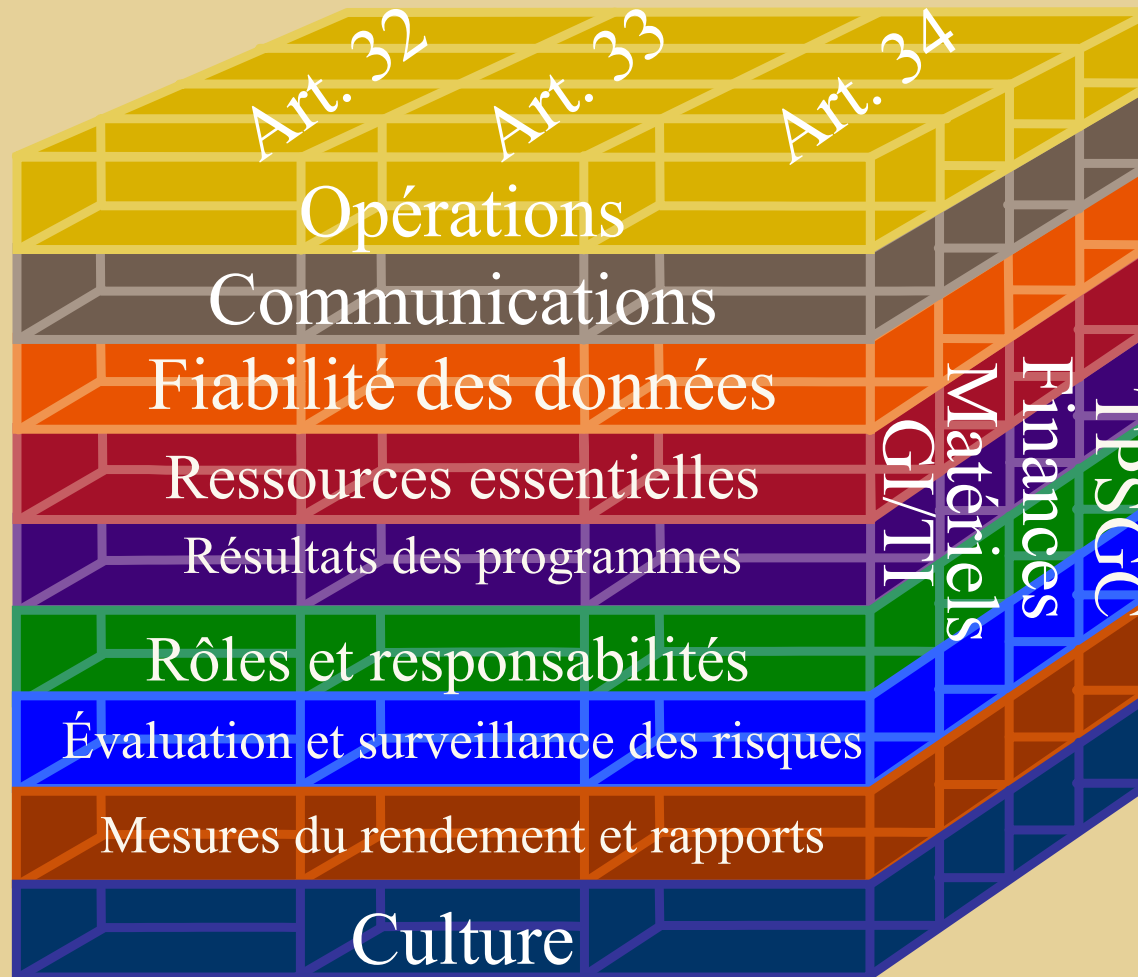 Art. 32
Art. 33
Art. 34
Opérations
Communications
Fiabilité des données
Ressources essentielles
Résultats des programmes
Rôles et responsabilités
Évaluation et surveillance des risques
Mesures du rendement et rapports
Culture
GI/TI
Matériels
Finances
TPSGC